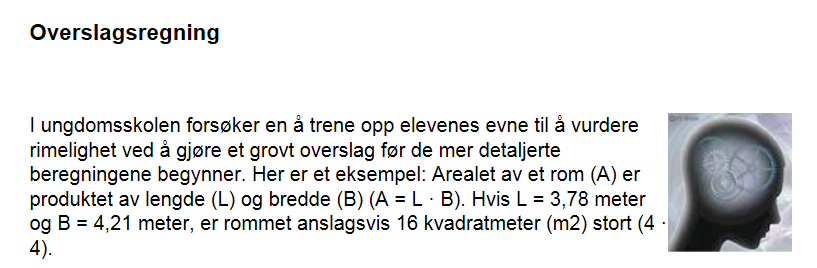 Overslagsregning
I ungdomsskolen forsøker en å trene opp elevenes evne til å vurdere
rimelighet ved å gjøre et grovt overslag før de mer detaljerte
beregningene begynner. Her er et eksempel: Arealet av et rom (A) er
produktet av lengde (L) og bredde (B) (A = L · B). Hvis L = 3,78 meter
og B = 4,21 meter, er rommet anslagsvis 16 kvadratmeter (m2) stort (4 ·
4).